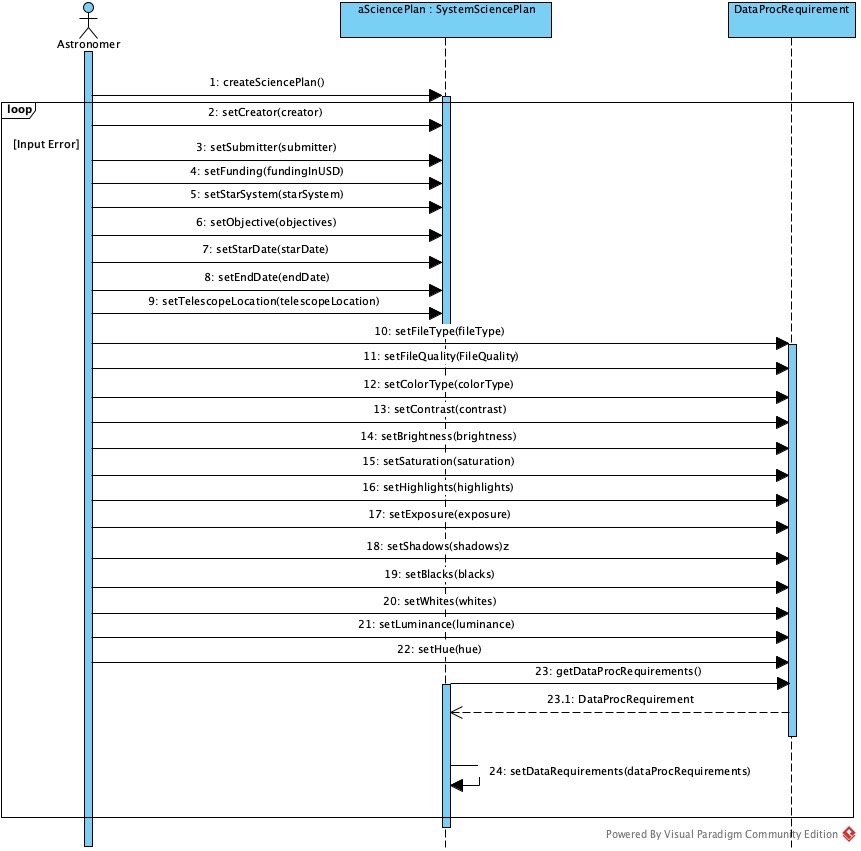 aSciencePlan : SystemSciencePlan
DataProcRequirement
Astronomer
1: createSciencePlan()
loop
2: setCreator(creator)
[Input Error]
3: setSubmitter(submitter)
4: setFunding(fundingInUSD)
5: setStarSystem(starSystem)
6: setObjective(objectives)
7: setStarDate(starDate)
8: setEndDate(endDate)
9: setTelescopeLocation(telescopeLocation)
10: setFileType(fileType)
11: setFileQuality(FileQuality)
12: setColorType(colorType)
13: setContrast(contrast)
14: setBrightness(brightness)
15: setSaturation(saturation)
16: setHighlights(highlights)
17: setExposure(exposure)
18: setShadows(shadows)z
19: setBlacks(blacks)
20: setWhites(whites)
21: setLuminance(luminance)
22: setHue(hue)
23: getDataProcRequirements()
23.1: DataProcRequirement
24: setDataRequirements(dataProcRequirements)
Powered By Visual Paradigm Community Edition